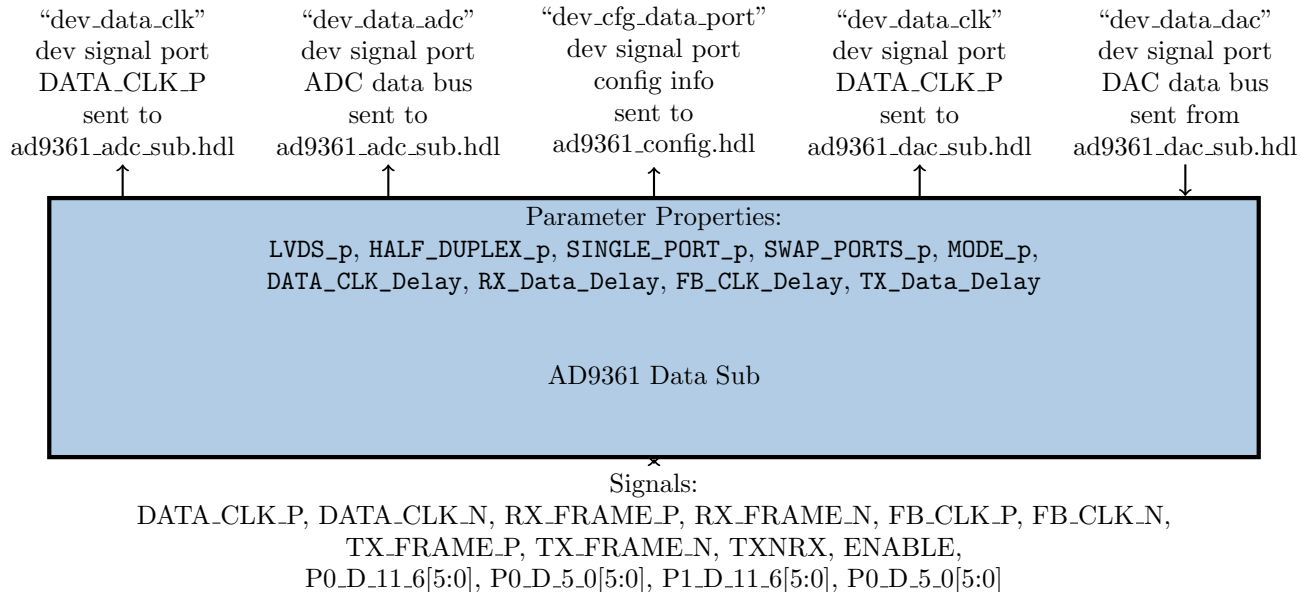 “dev_data_clk”
dev signal port
DATA_CLK_P
sent to
ad9361_adc_sub.hdl
“dev_data_adc”
dev signal port
ADC data bus
sent to
ad9361_adc_sub.hdl
“dev_cfg_data_port”
dev signal port
config info
sent to
ad9361_config.hdl
“dev_data_clk”
dev signal port
DATA_CLK_P
sent to
ad9361_dac_sub.hdl
“dev_data_dac”
dev signal port
DAC data bus
sent from
ad9361_dac_sub.hdl
Parameter Properties:
LVDS_p, HALF_DUPLEX_p, SINGLE_PORT_p, SWAP_PORTS_p, MODE_p,
DATA_CLK_Delay, RX_Data_Delay, FB_CLK_Delay, TX_Data_Delay
AD9361 Data Sub
Signals:
DATA_CLK_P, DATA_CLK_N, RX_FRAME_P, RX_FRAME_N, FB_CLK_P, FB_CLK_N,
TX_FRAME_P, TX_FRAME_N, TXNRX, ENABLE,
P0_D_11_6[5:0], P0_D_5_0[5:0], P1_D_11_6[5:0], P0_D_5_0[5:0]